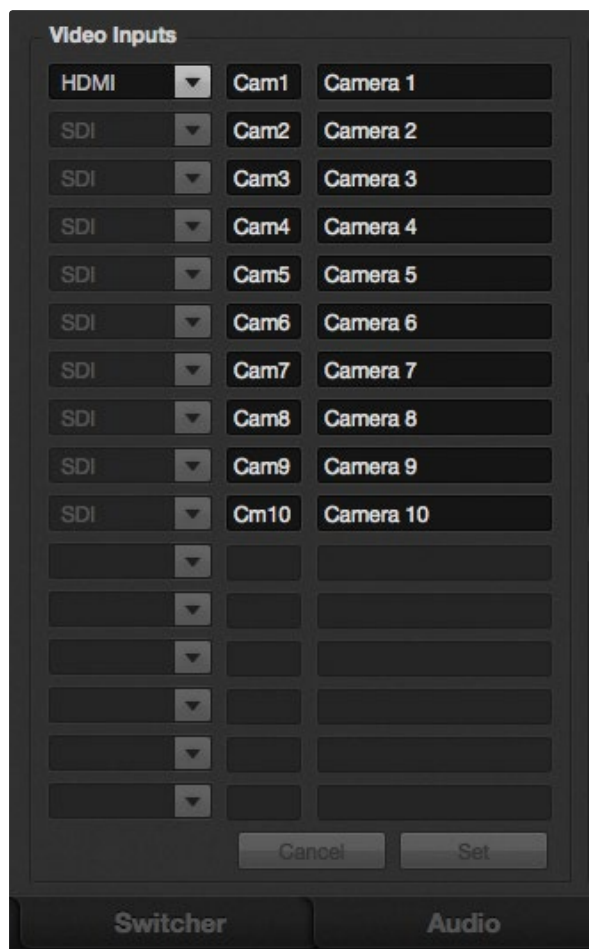 Video Inputs
HDMI Cam1 Camera 1
SDI Cam2 Camera 2
SDI Cam3 Camera 3
SDI Cam4 Camera 4
SDI Cam5 Camera 5
SDI Cam6 Camera 6
SDI Cam7 Camera 7
SDI Cam8 Camera 8
SDI Cam9 Camera 9
SDI Cm10 Camera 10
Cancel Set
Switcher Audio